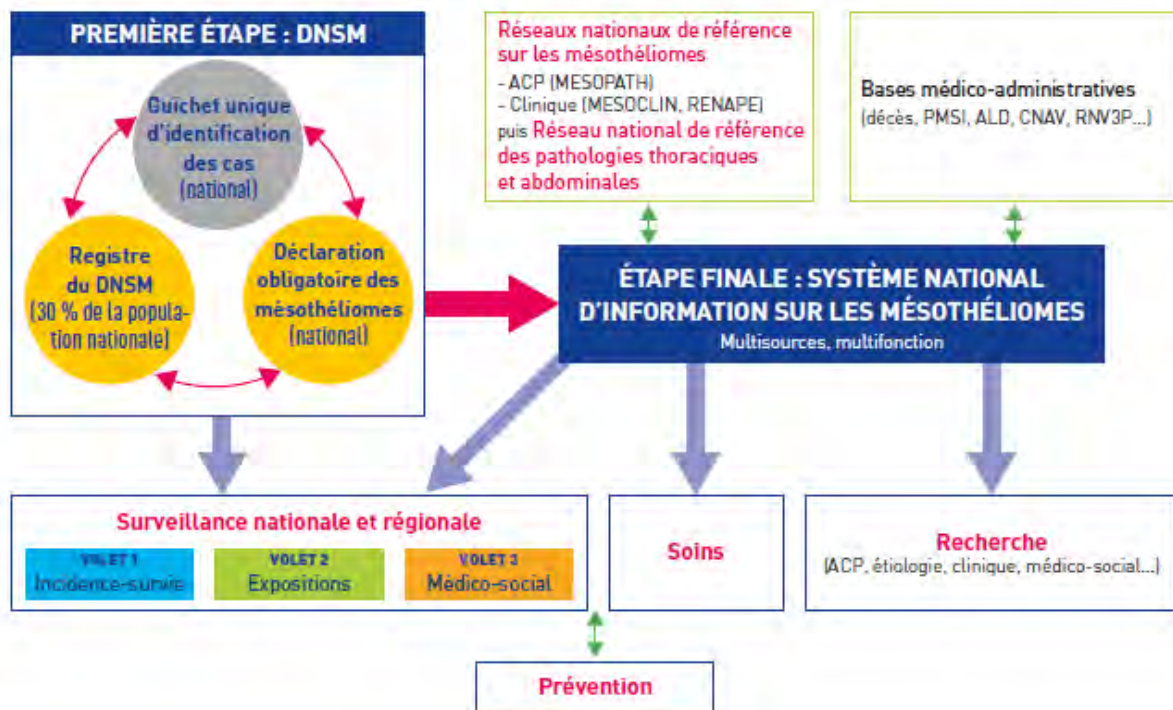 PREMIÈRE ÉTAPE : DNSM
Guichet unique
d'identification
des cas
(national)
Registre
du DNSM
(30 % de la popula-
tion nationale)
Déclaration
obligatoire des
mésothéliomes
(national)
Réseaux nationaux de référence
sur les mésothéliomes
- ACP (MESOPATH)
- Clinique (MESOCLIN, RENAPE)
puis Réseau national de référence
des pathologies thoraciques
et abdominales
Bases médico-administratives
(décès, PMSI, ALD, CNAV, RNV3P...)
ÉTAPE FINALE : SYSTÈME NATIONAL
D'INFORMATION SUR LES MÉSOTHÉLIOMES
Multisources, multifonction
Surveillance nationale et régionale
VOLET 1
Incidence-survie
VOLET 2
Expositions
VOLET 3
Médico-social
Soins
Recherche
(ACP, étiologie, clinique, médico-social...)
Prévention